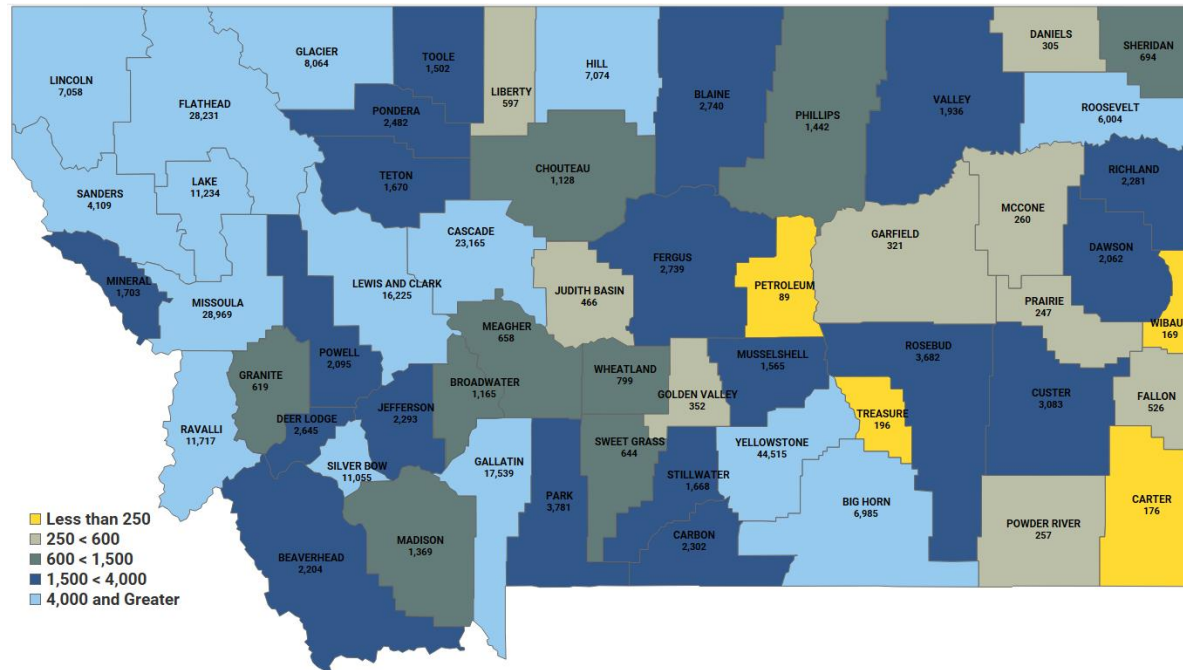 LINCOLN
7,058
FLATHEAD
28,231
GLACIER
8,064
TOOLE
1,502
LIBERTY
597
HILL
7,074
BLAINE
2,740
PHILLIPS
1,442
VALLEY
1,936
DANIELS
305
SHERIDAN
694
ROOSEVELT
6,004
PONDERA
2,482
TETON
1,670
CHOUTEAU
1,128
SANDERS
4,109
LAKE
11,234
RICHLAND
2,281
MCCONE
260
GARFIELD
321
DAWSON
2,062
CASCADE
23,165
FERGUS
2,739
PETROLEUM
89
JUDITH BASIN
466
LEWIS AND CLARK
16,225
MINERAL
1,703
MISSOULA
28,969
PRAIRIE
247
WIBAUX
169
MEAGHER
658
POWELL
2,095
GRANITE
619
BROADWATER
1,165
WHEATLAND
799
GOLDEN VALLEY
352
MUSSELSHELL
1,565
ROSEBUD
3,682
CUSTER
3,083
FALLON
526
JEFFERSON
2,293
DEER LODGE
2,645
RAVALLI
11,717
SILVER BOW
11,055
GALLATIN
17,539
SWEET GRASS
644
STILLWATER
1,668
YELLOWSTONE
44,515
TREASURE
196
PARK
3,781
BIG HORN
6,985
CARTER
176
POWDER RIVER
257
CARBON
2,302
MADISON
1,369
BEAVERHEAD
2,204
Less than 250
250 < 600
600 < 1,500
1,500 < 4,000
4,000 and Greater